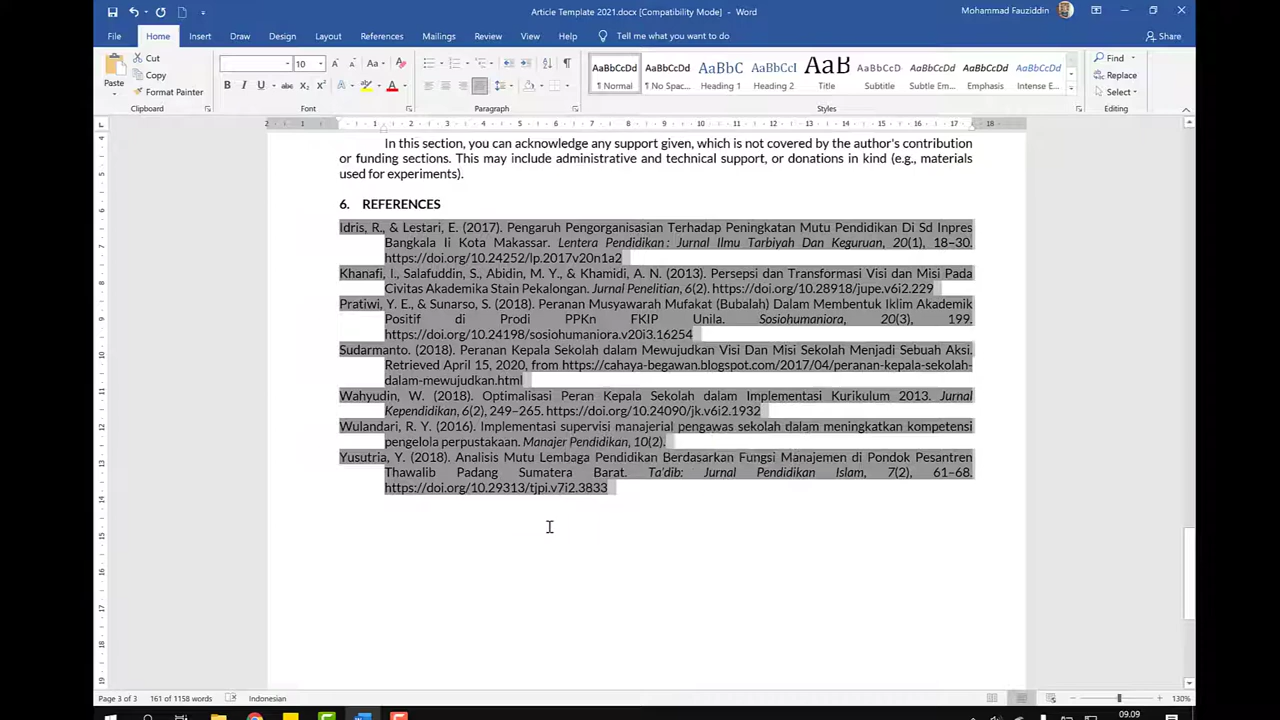 Article Template 2021.docx [Compatibility Mode] - Word
Mohammad Fauziddin
File Home Insert Draw Design Layout References Mailings Review View Help Tell me what you want to do Share
Paste
Cut
Copy
Format Painter
Clipboard
10
Font
Paragraph
AaBbCcDd AaBbCcDd AaBbC AaBbCcI AaB AaBbCcD AaBbCcDd AaBbCcDd AaBbCcDd
¶ Normal ¶ No Spac... Heading 1 Heading 2 Title Subtitle Subtle Em... Emphasis Intense E...
Styles
Find
Replace
Select
Editing
In this section, you can acknowledge any support given, which is not covered by the author's contribution
or funding sections. This may include administrative and technical support, or donations in kind (e.g., materials
used for experiments).
6. REFERENCES
Idris, R., & Lestari, E. (2017). Pengaruh Pengorganisasian Terhadap Peningkatan Mutu Pendidikan Di Sd Inpres
Bangkala Ii Kota Makassar. Lentera Pendidikan : Jurnal Ilmu Tarbiyah Dan Keguruan, 20(1), 18–30.
https://doi.org/10.24252/lp.2017v20n1a2
Khanafi, I., Salafuddin, S., Abidin, M. Y., & Khamidi, A. N. (2013). Persepsi dan Transformasi Visi dan Misi Pada
Civitas Akademika Stain Pekalongan. Jurnal Penelitian, 6(2). https://doi.org/10.28918/jupe.v6i2.229
Pratiwi, Y. E., & Sunarso, S. (2018). Peranan Musyawarah Mufakat (Bubalah) Dalam Membentuk Iklim Akademik
Positif di Prodi PPKn FKIP Unila. Sosiohumaniora, 20(3), 199.
https://doi.org/10.24198/sosiohumaniora.v20i3.16254
Sudarmanto. (2018). Peranan Kepala Sekolah dalam Mewujudkan Visi Dan Misi Sekolah Menjadi Sebuah Aksi.
Retrieved April 15, 2020, from https://cahaya-begawan.blogspot.com/2017/04/peranan-kepala-sekolah-
dalam-mewujudkan.html
Wahyudin, W. (2018). Optimalisasi Peran Kepala Sekolah dalam Implementasi Kurikulum 2013. Jurnal
Kependidikan, 6(2), 249–265. https://doi.org/10.24090/jk.v6i2.1932
Wulandari, R. Y. (2016). Implementasi supervisi manajerial pengawas sekolah dalam meningkatkan kompetensi
pengelola perpustakaan. Manajer Pendidikan, 10(2).
Yusutria, Y. (2018). Analisis Mutu Lembaga Pendidikan Berdasarkan Fungsi Manajemen di Pondok Pesantren
Thawalib Padang Sumatera Barat. Ta'dib: Jurnal Pendidikan Islam, 7(2), 61–68.
https://doi.org/10.29313/tjpi.v7i2.3833
Page 3 of 3 161 of 1158 words Indonesian 130%
09.09